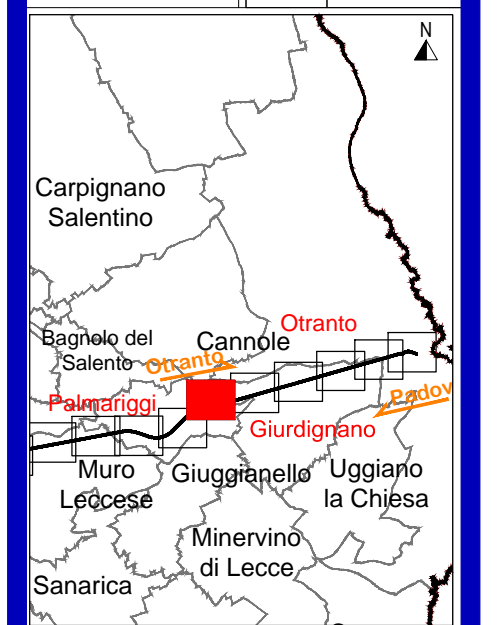 N
Carpignano
Salentino
Otranto
Bagnolo del
Salento
Cannole
Otranto
Palmariggi
Padov
Giurdignano
Muro
Leccese
Giuggianello
Uggiano
la Chiesa
Minervino
di Lecce
Sanarica